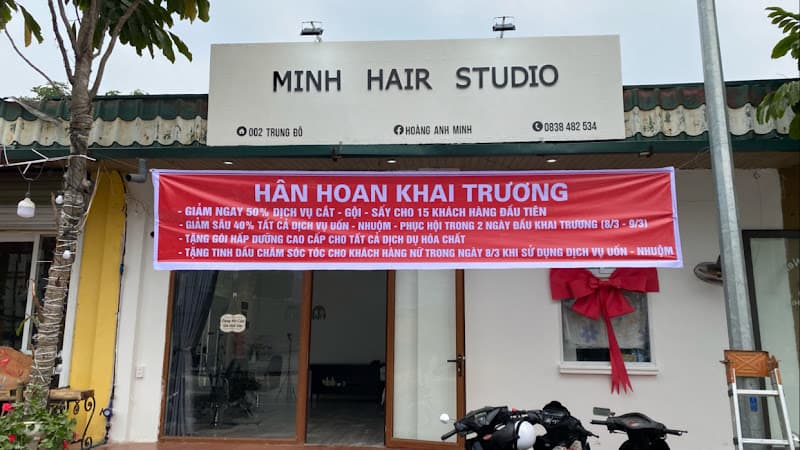 MINH HAIR STUDIO
002 TRUNG ĐÔ HOÀNG ANH MINH 0838 482 534
HÂN HOAN KHAI TRƯƠNG
- GIẢM NGAY 50% DỊCH VỤ CẮT - GỘI - SẤY CHO 15 KHÁCH HÀNG ĐẦU TIÊN
- GIẢM SÂU 40% TẤT CẢ DỊCH VỤ UỐN - NHUỘM - PHỤC HỒI TRONG 2 NGÀY ĐẦU KHAI TRƯƠNG (8/3 - 9/3)
- TẶNG GÓI HẤP DƯỠNG CAO CẤP CHO TẤT CẢ DỊCH DỤ HÓA CHẤT
- TẶNG TINH DẦU CHĂM SÓC TÓC CHO KHÁCH HÀNG NỮ TRONG NGÀY 8/3 KHI SỬ DỤNG DỊCH VỤ UỐN - NHUỘM